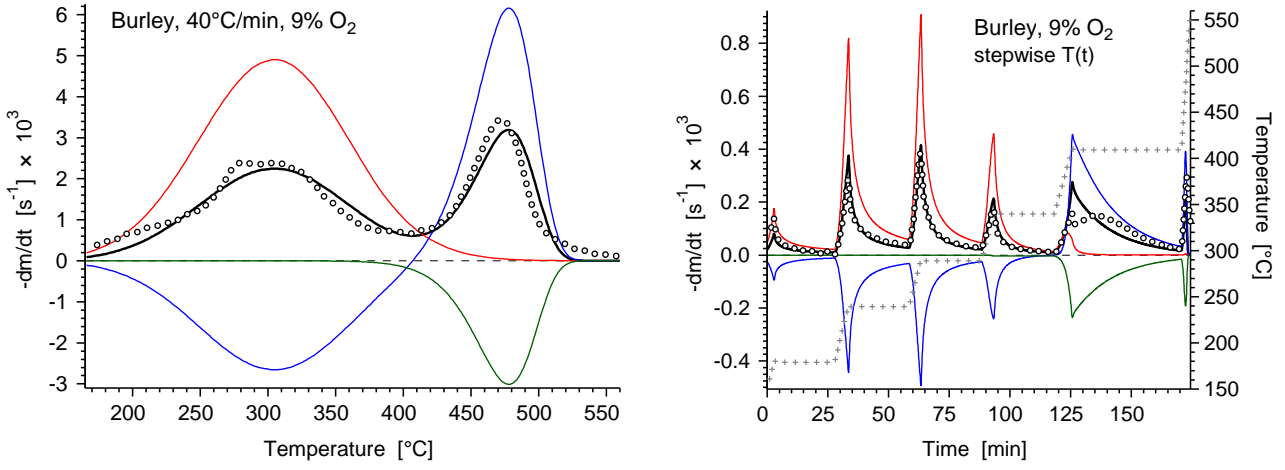 Burley, 40°C/min, 9% O2
-dm/dt [s-1] × 103
6
5
4
3
2
1
0
-1
-2
-3
200 250 300 350 400 450 500 550
Temperature [°C]
Burley, 9% O2
stepwise T(t)
-dm/dt [s-1] × 103
0.8
0.6
0.4
0.2
0.0
-0.2
-0.4
0 25 50 75 100 125 150
Time [min]
550
500
450
400
350
300
250
200
150
Temperature [°C]